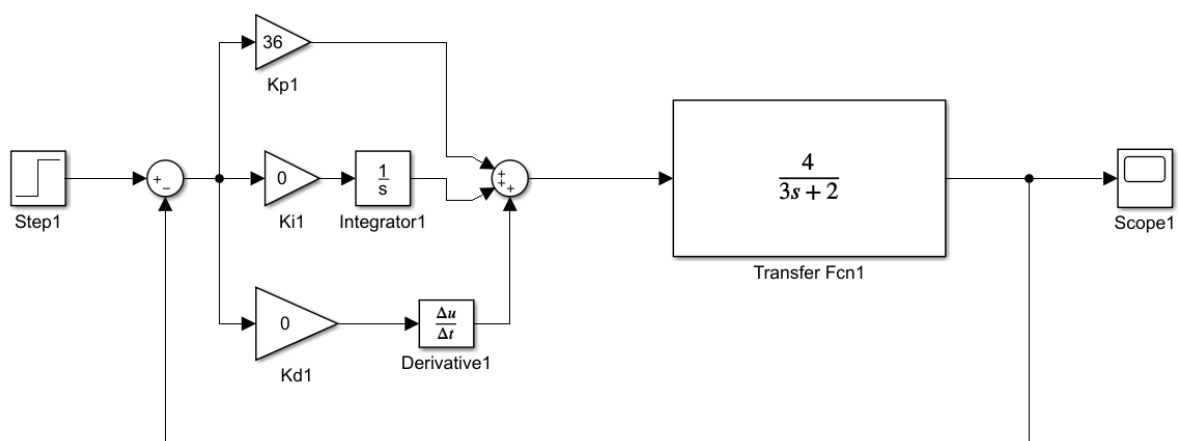 36
Kp1
+
−
Step1
0
Ki1
1
s
Integrator1
+
+
+
4
3s + 2
Transfer Fcn1
Scope1
0
Kd1
Δu
Δt
Derivative1